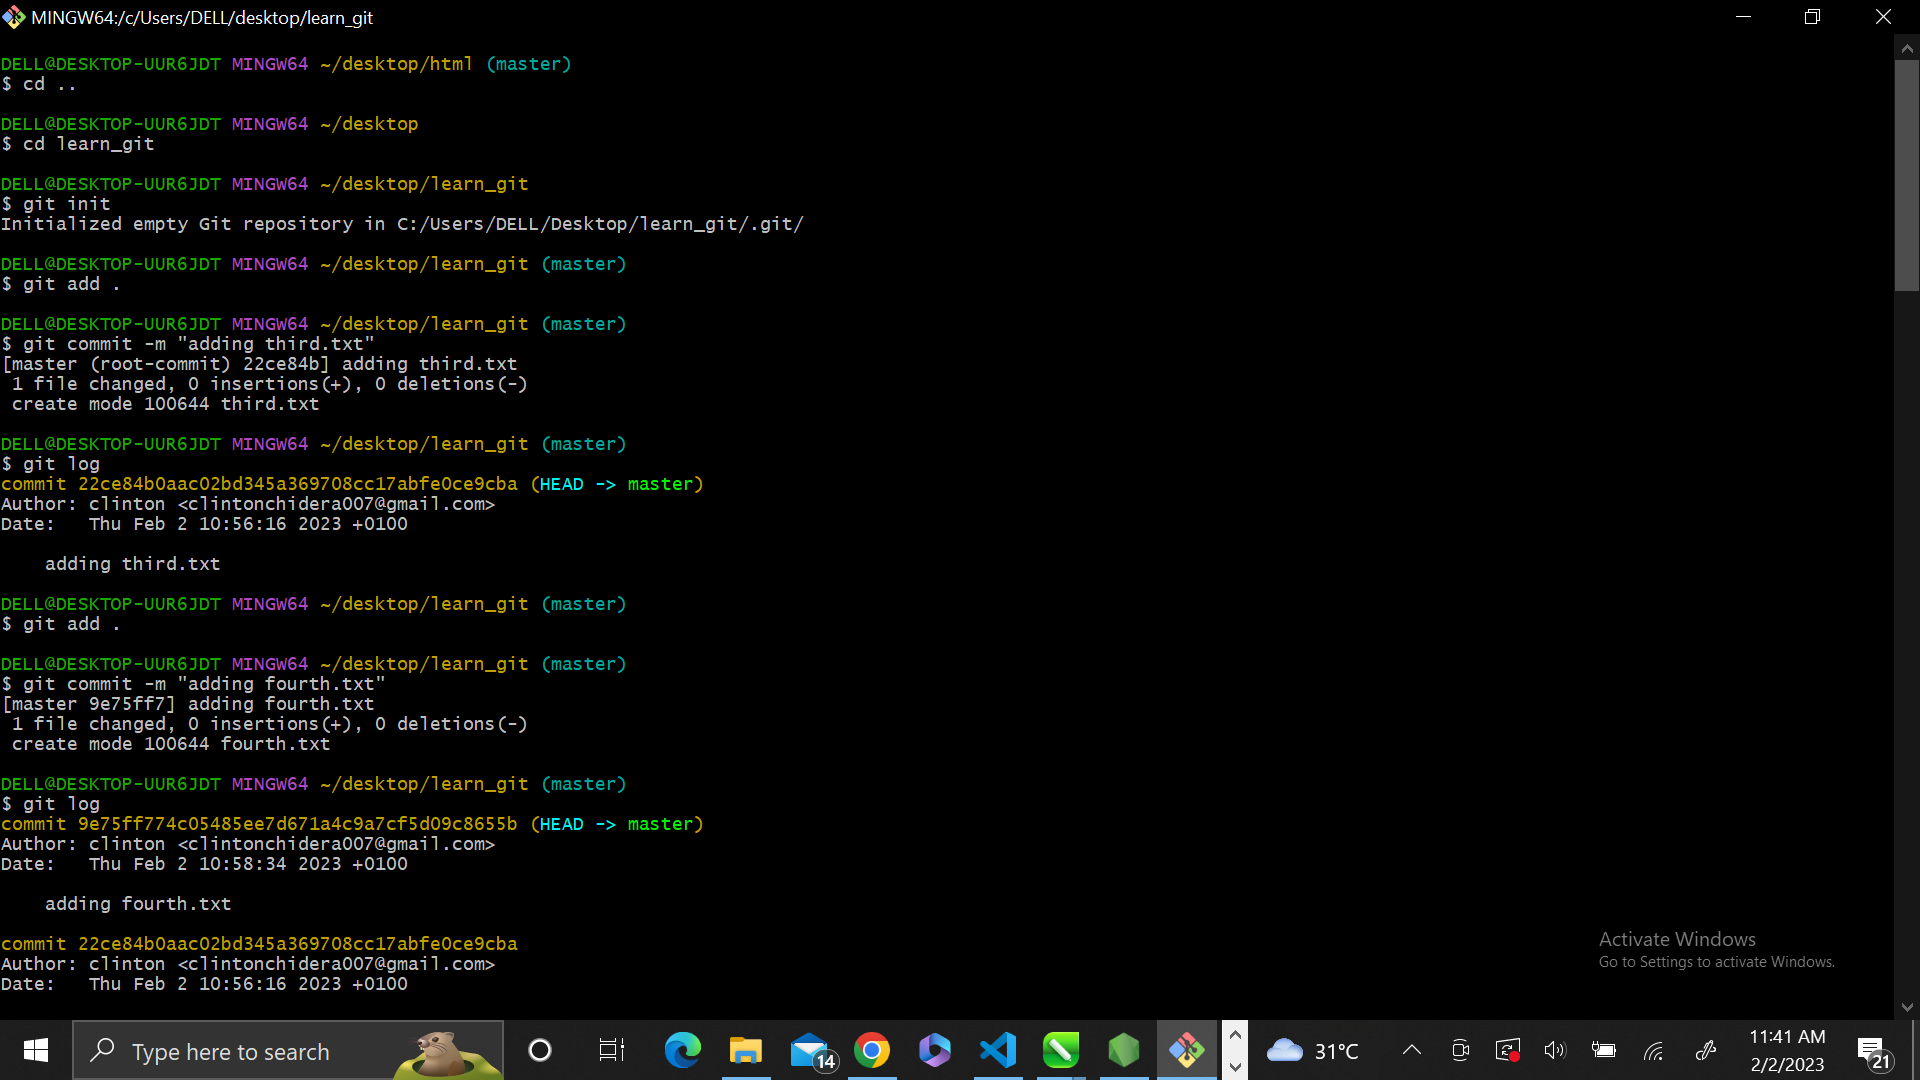 MINGW64:/c/Users/DELL/desktop/learn_git
DELL@DESKTOP-UUR6JDT MINGW64 ~/desktop/html (master)
$ cd ..
DELL@DESKTOP-UUR6JDT MINGW64 ~/desktop
$ cd learn_git
DELL@DESKTOP-UUR6JDT MINGW64 ~/desktop/learn_git
$ git init
Initialized empty Git repository in C:/Users/DELL/Desktop/learn_git/.git/
DELL@DESKTOP-UUR6JDT MINGW64 ~/desktop/learn_git (master)
$ git add .
DELL@DESKTOP-UUR6JDT MINGW64 ~/desktop/learn_git (master)
$ git commit -m "adding third.txt"
[master (root-commit) 22ce84b] adding third.txt
 1 file changed, 0 insertions(+), 0 deletions(-)
 create mode 100644 third.txt
DELL@DESKTOP-UUR6JDT MINGW64 ~/desktop/learn_git (master)
$ git log
commit 22ce84b0aac02bd345a369708cc17abfe0ce9cba (HEAD -> master)
Author: clinton <clintonchidera007@gmail.com>
Date:   Thu Feb 2 10:56:16 2023 +0100
    adding third.txt
DELL@DESKTOP-UUR6JDT MINGW64 ~/desktop/learn_git (master)
$ git add .
DELL@DESKTOP-UUR6JDT MINGW64 ~/desktop/learn_git (master)
$ git commit -m "adding fourth.txt"
[master 9e75ff7] adding fourth.txt
 1 file changed, 0 insertions(+), 0 deletions(-)
 create mode 100644 fourth.txt
DELL@DESKTOP-UUR6JDT MINGW64 ~/desktop/learn_git (master)
$ git log
commit 9e75ff774c05485ee7d671a4c9a7cf5d09c8655b (HEAD -> master)
Author: clinton <clintonchidera007@gmail.com>
Date:   Thu Feb 2 10:58:34 2023 +0100
    adding fourth.txt
commit 22ce84b0aac02bd345a369708cc17abfe0ce9cba
Author: clinton <clintonchidera007@gmail.com>
Date:   Thu Feb 2 10:56:16 2023 +0100
Activate Windows
Go to Settings to activate Windows.
Type here to search
14
31°C
11:41 AM
2/2/2023
21